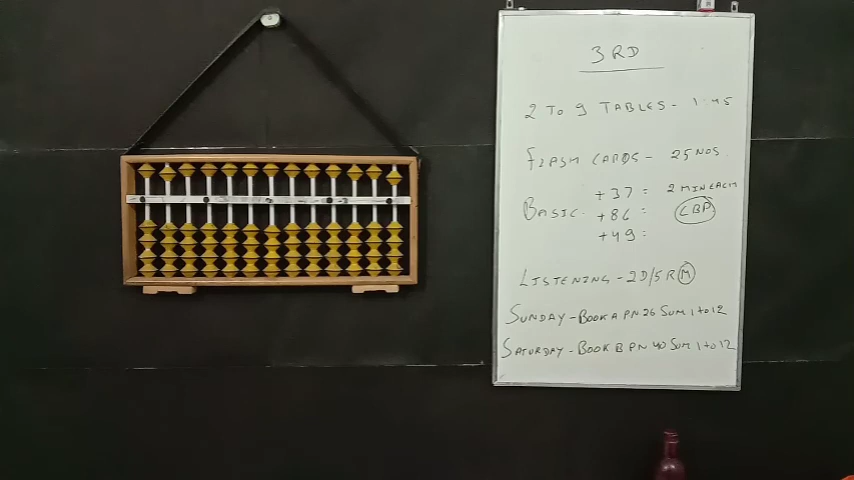 3RD
2 TO 9 TABLES - 1:45
FLASH CARDS - 25 NOS.
+37 = 2 MIN EACH
BASIC. +86 = CBP
+49 =
LISTENING - 2D/5R M
SUNDAY - BOOK A PN 26 SUM 1 to 12
SATURDAY - BOOK B PN 40 SUM 1 to 12